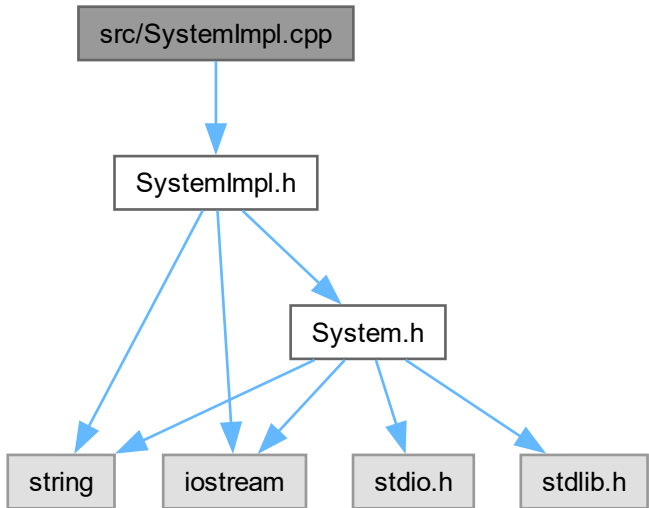 src/SystemImpl.cpp
SystemImpl.h
System.h
string
iostream
stdio.h
stdlib.h